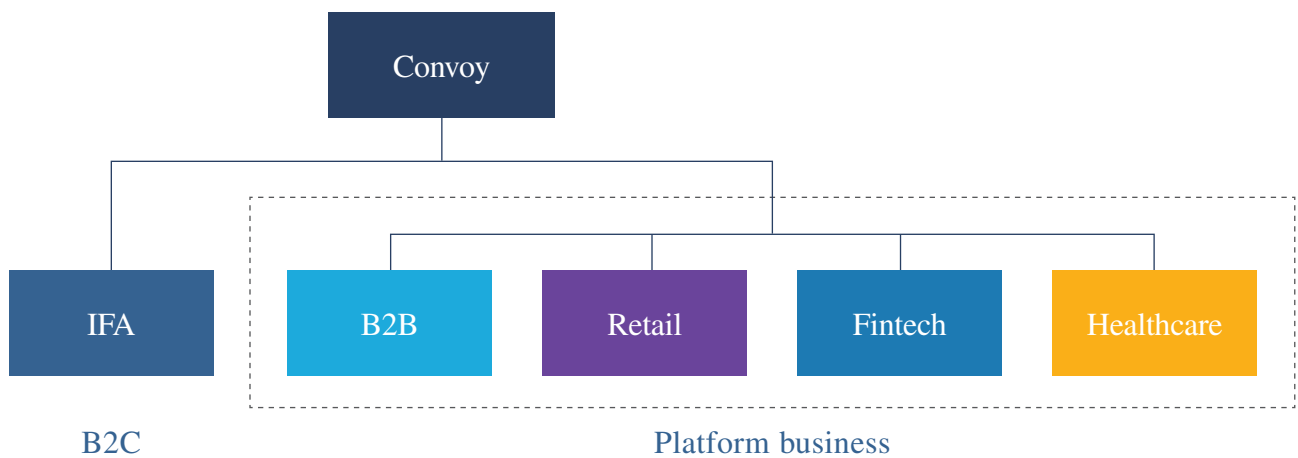 Convoy
IFA
B2B
Retail
Fintech
Healthcare
B2C
Platform business